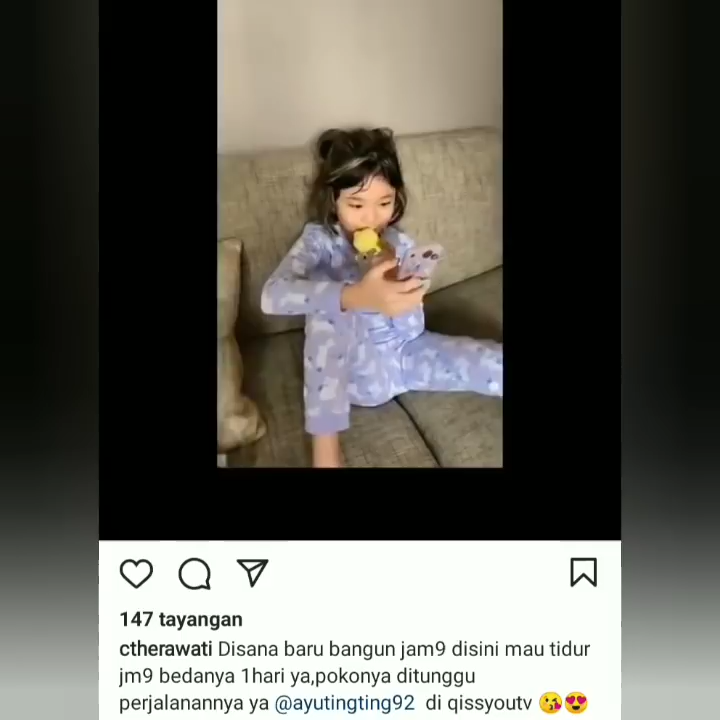 147 tayangan
ctherawati Disana baru bangun jam9 disini mau tidur
jm9 bedanya 1hari ya,pokonya ditunggu
perjalanannya ya @ayutingting92 di qissyoutv 😘😍